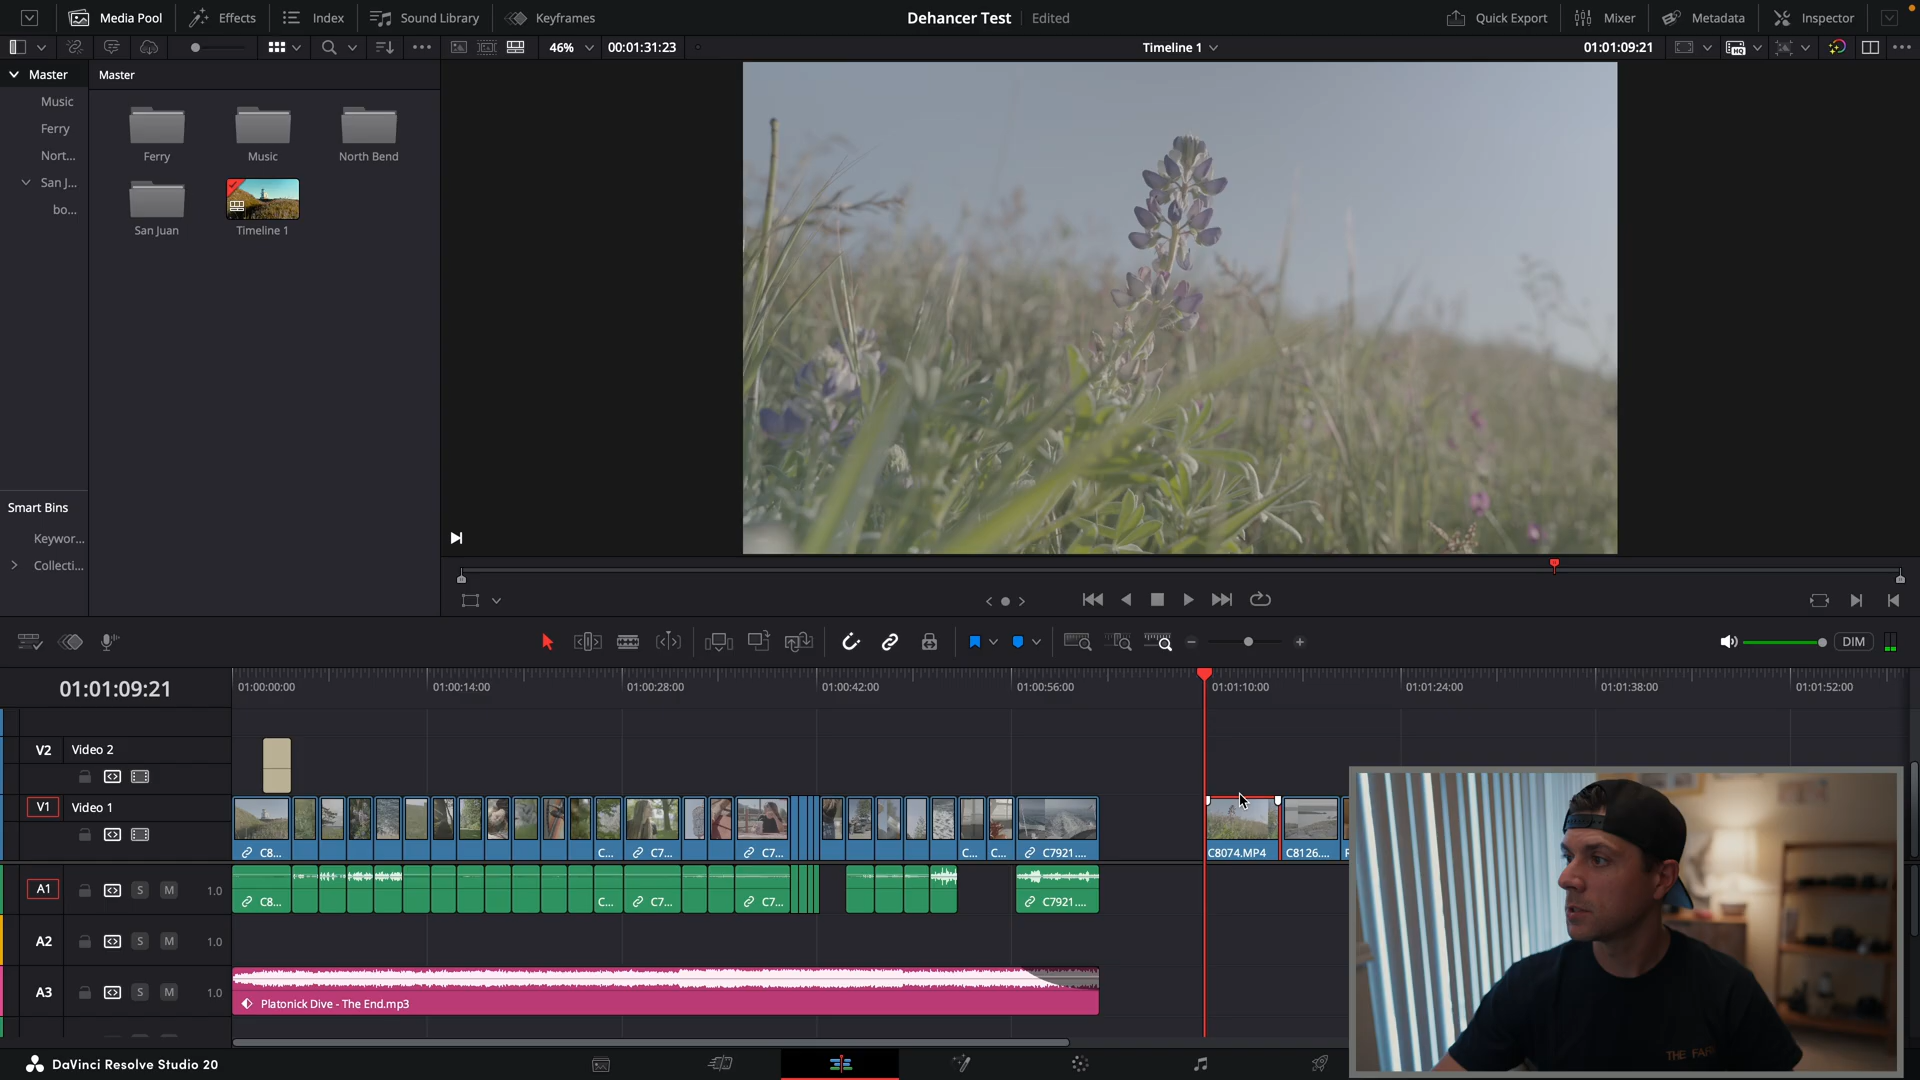 Media Pool Effects Index Sound Library Keyframes Dehancer Test Edited Quick Export Mixer Metadata Inspector
46% 00:01:31:23 Timeline 1 01:01:09:21
Master Master
Music
Ferry
Nort...
San J...
bo...
Ferry Music North Bend
San Juan Timeline 1
Smart Bins
Keywor...
Collecti...
DIM
01:01:09:21 01:00:00:00 01:00:14:00 01:00:28:00 01:00:42:00 01:00:56:00 01:01:10:00 01:01:24:00 01:01:38:00 01:01:52:00
V2 Video 2
V1 Video 1
C8... C... C7... C7... C... C... C7921.... C8074.MP4 C8126....
A1 S M 1.0
C8... C... C7... C7... C7921....
A2 S M 1.0
A3 S M 1.0
Platonick Dive - The End.mp3
THE FAR
DaVinci Resolve Studio 20